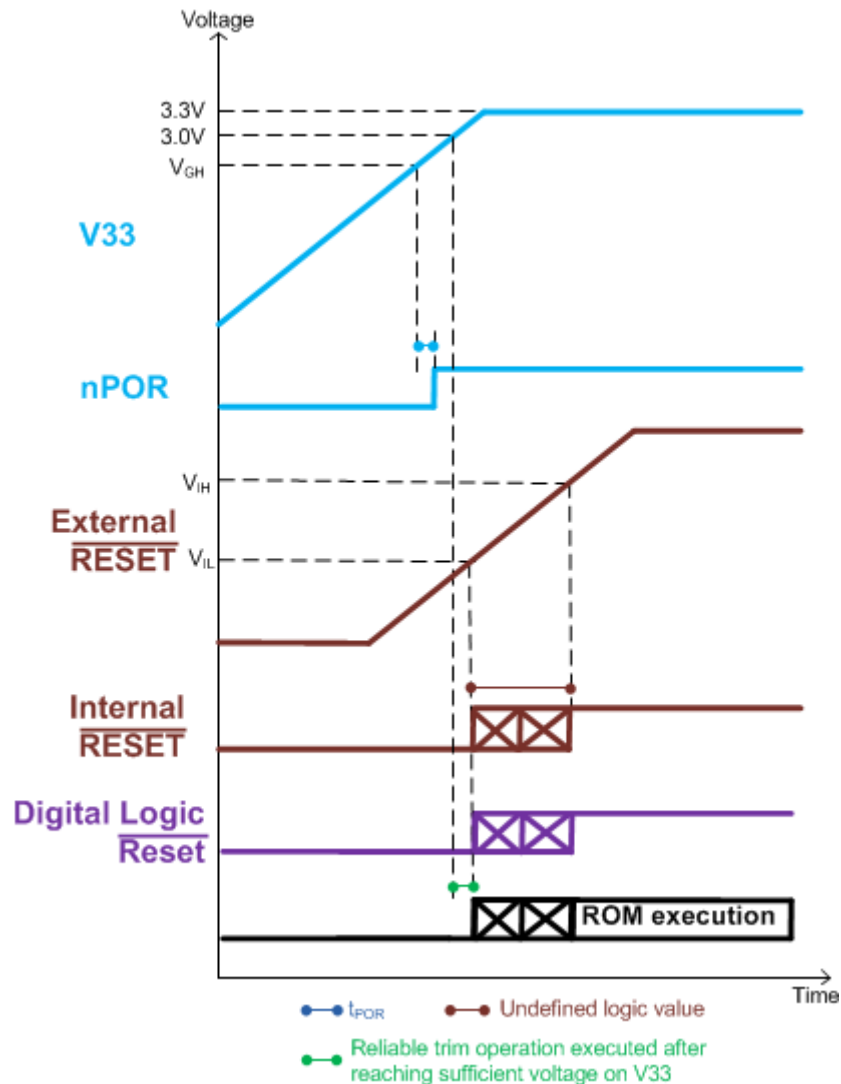 Voltage
3.3V
3.0V
VGH
V33
nPOR
VIH
External
RESET
VIL
Internal
RESET
Digital Logic
Reset
ROM execution
Time
tPOR
Undefined logic value
Reliable trim operation executed after
reaching sufficient voltage on V33